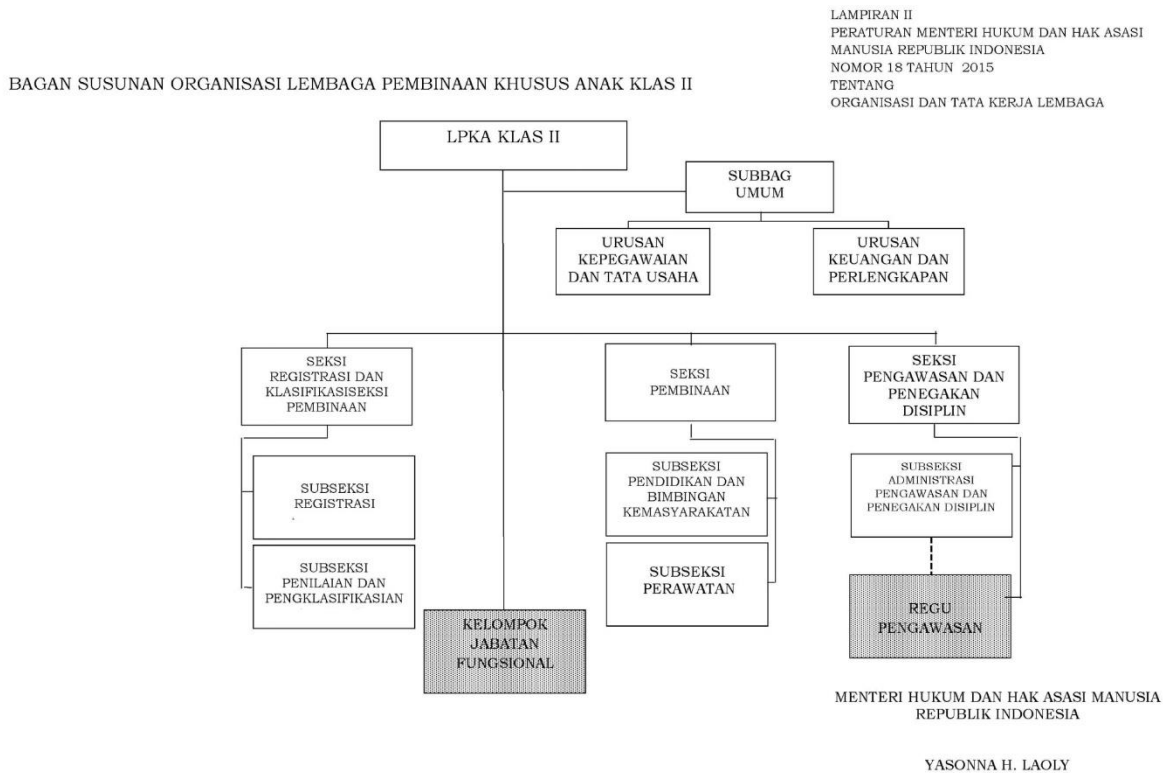 LAMPIRAN II
PERATURAN MENTERI HUKUM DAN HAK ASASI
MANUSIA REPUBLIK INDONESIA
NOMOR 18 TAHUN 2015
TENTANG
ORGANISASI DAN TATA KERJA LEMBAGA
BAGAN SUSUNAN ORGANISASI LEMBAGA PEMBINAAN KHUSUS ANAK KLAS II
LPKA KLAS II
SUBBAG
UMUM
URUSAN
KEPEGAWAIAN
DAN TATA USAHA
URUSAN
KEUANGAN DAN
PERLENGKAPAN
SEKSI
REGISTRASI DAN
KLASIFIKASISEKSI
PEMBINAAN
SEKSI
PEMBINAAN
SEKSI
PENGAWASAN DAN
PENEGAKAN
DISIPLIN
SUBSEKSI
REGISTRASI
SUBSEKSI
PENDIDIKAN DAN
BIMBINGAN
KEMASYARAKATAN
SUBSEKSI
ADMINISTRASI
PENGAWASAN DAN
PENEGAKAN DISIPLIN
SUBSEKSI
PENILAIAN DAN
PENGKLASIFIKASIAN
SUBSEKSI
PERAWATAN
REGU
PENGAWASAN
KELOMPOK
JABATAN
FUNGSIONAL
MENTERI HUKUM DAN HAK ASASI MANUSIA
REPUBLIK INDONESIA
YASONNA H. LAOLY